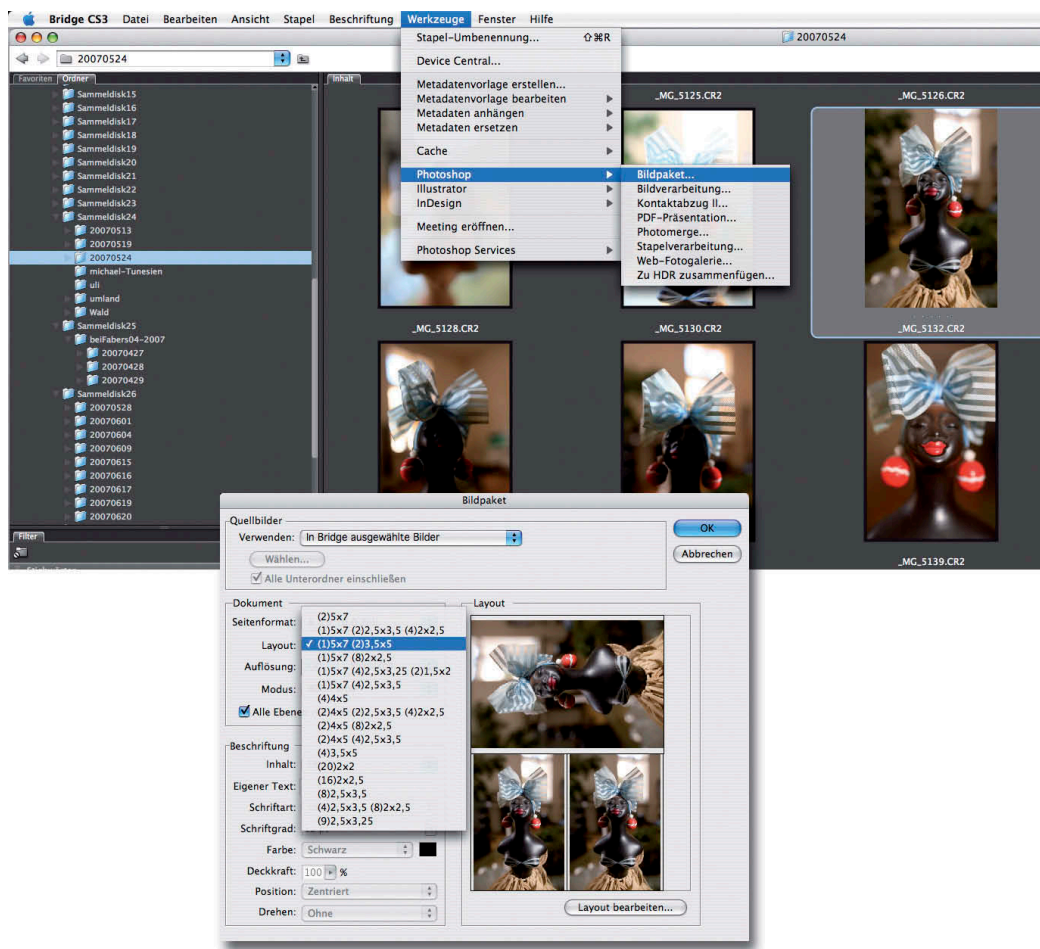 Bridge CS3 Datei Bearbeiten Ansicht Stapel Beschriftung Werkzeuge Fenster Hilfe
20070524
20070524
Favoriten Ordner
Sammeldisk15
Sammeldisk16
Sammeldisk17
Sammeldisk18
Sammeldisk19
Sammeldisk20
Sammeldisk21
Sammeldisk22
Sammeldisk23
Sammeldisk24
20070513
20070519
20070524
michael-Tunesien
uli
umland
Wald
Sammeldisk25
beiFabers04-2007
20070427
20070428
20070429
Sammeldisk26
20070528
20070601
20070604
20070609
20070615
20070616
20070617
20070619
20070620
Filter
Stapel-Umbenennung... ⇧⌘R
Device Central...
Metadatenvorlage erstellen...
Metadatenvorlage bearbeiten
Metadaten anhängen
Metadaten ersetzen
Cache
Photoshop
Illustrator
InDesign
Meeting eröffnen...
Photoshop Services
Bildpaket...
Bildverarbeitung...
Kontaktabzug II...
PDF-Präsentation...
Photomerge...
Stapelverarbeitung...
Web-Fotogalerie...
Zu HDR zusammenfügen...
Inhalt
_MG_5125.CR2
_MG_5126.CR2
_MG_5128.CR2
_MG_5130.CR2
_MG_5132.CR2
_MG_5139.CR2
Bildpaket
Quellbilder
Verwenden: In Bridge ausgewählte Bilder
Wählen...
Alle Unterordner einschließen
OK
Abbrechen
Dokument
Seitenformat:
Layout:
Auflösung:
Modus:
Alle Ebene
(2)5x7
(1)5x7 (2)2,5x3,5 (4)2x2,5
✓ (1)5x7 (2)3,5x5
(1)5x7 (8)2x2,5
(1)5x7 (4)2,5x3,25 (2)1,5x2
(1)5x7 (4)2,5x3,5
(4)4x5
(2)4x5 (2)2,5x3,5 (4)2x2,5
(2)4x5 (8)2x2,5
(2)4x5 (4)2,5x3,5
(4)3,5x5
(20)2x2
(16)2x2,5
(8)2,5x3,5
(4)2,5x3,5 (8)2x2,5
(9)2,5x3,25
Beschriftung
Inhalt:
Eigener Text:
Schriftart:
Schriftgrad:
Farbe: Schwarz
Deckkraft: 100 %
Position: Zentriert
Drehen: Ohne
Layout
Layout bearbeiten...